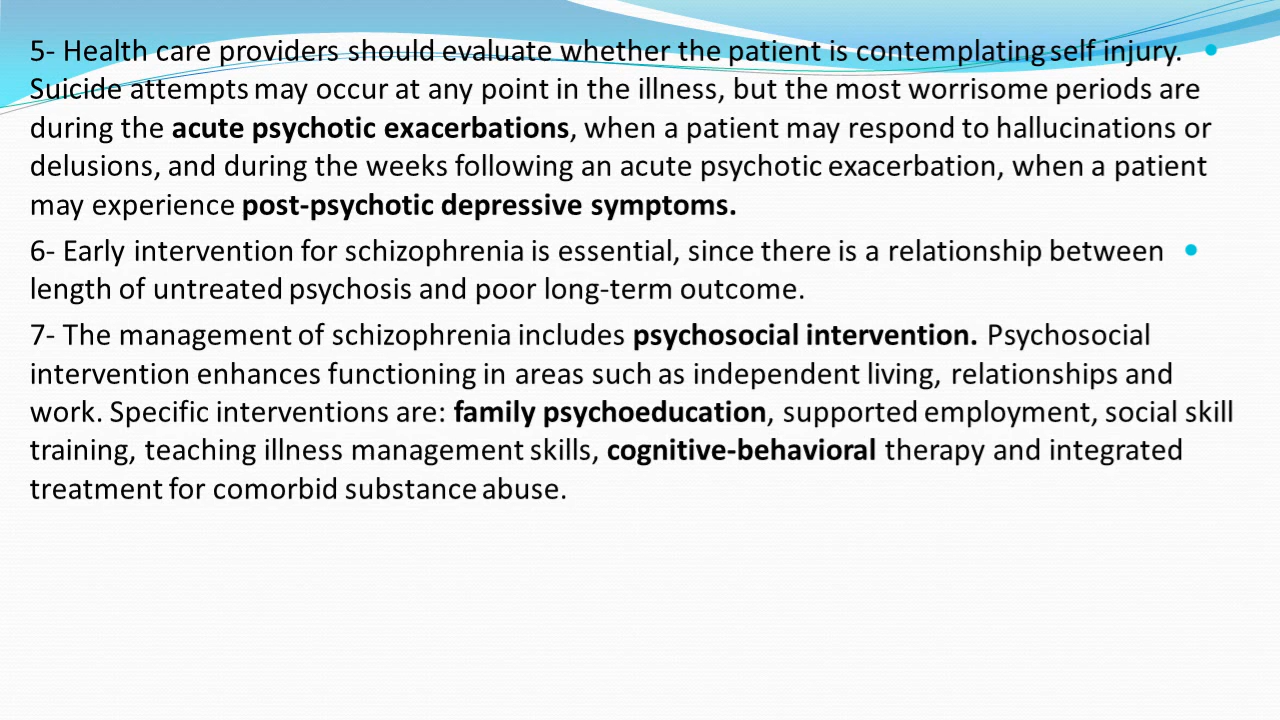 5- Health care providers should evaluate whether the patient is contemplating self injury.
Suicide attempts may occur at any point in the illness, but the most worrisome periods are
during the acute psychotic exacerbations, when a patient may respond to hallucinations or
delusions, and during the weeks following an acute psychotic exacerbation, when a patient
may experience post-psychotic depressive symptoms.
6- Early intervention for schizophrenia is essential, since there is a relationship between
length of untreated psychosis and poor long-term outcome.
7- The management of schizophrenia includes psychosocial intervention. Psychosocial
intervention enhances functioning in areas such as independent living, relationships and
work. Specific interventions are: family psychoeducation, supported employment, social skill
training, teaching illness management skills, cognitive-behavioral therapy and integrated
treatment for comorbid substance abuse.